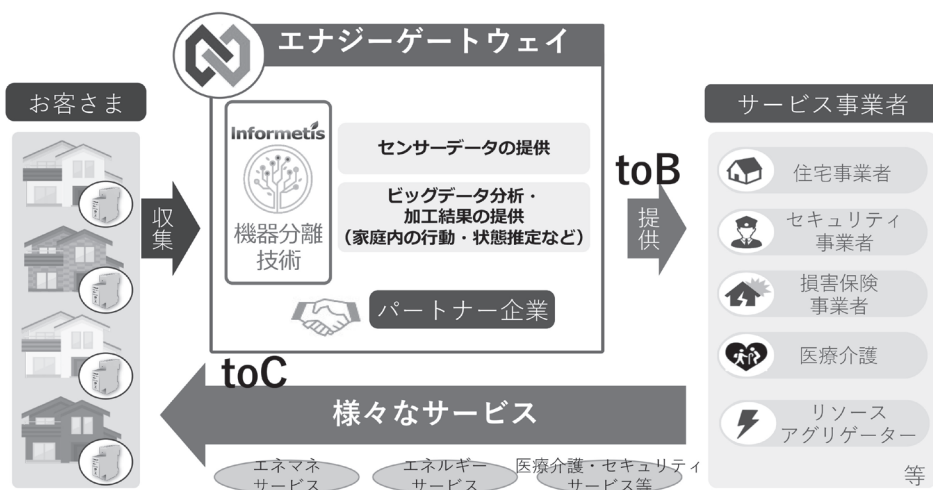 エナジーゲートウェイ
お客さま
収集
Informetis
機器分離
技術
センサーデータの提供
ビッグデータ分析・
加工結果の提供
（家庭内の行動・状態推定など）
パートナー企業
toB
提供
サービス事業者
住宅事業者
セキュリティ
事業者
損害保険
事業者
医療介護
リソース
アグリゲーター
等
toC
様々なサービス
エネマネ
サービス
エネルギー
サービス
医療介護・セキュリティ
サービス等